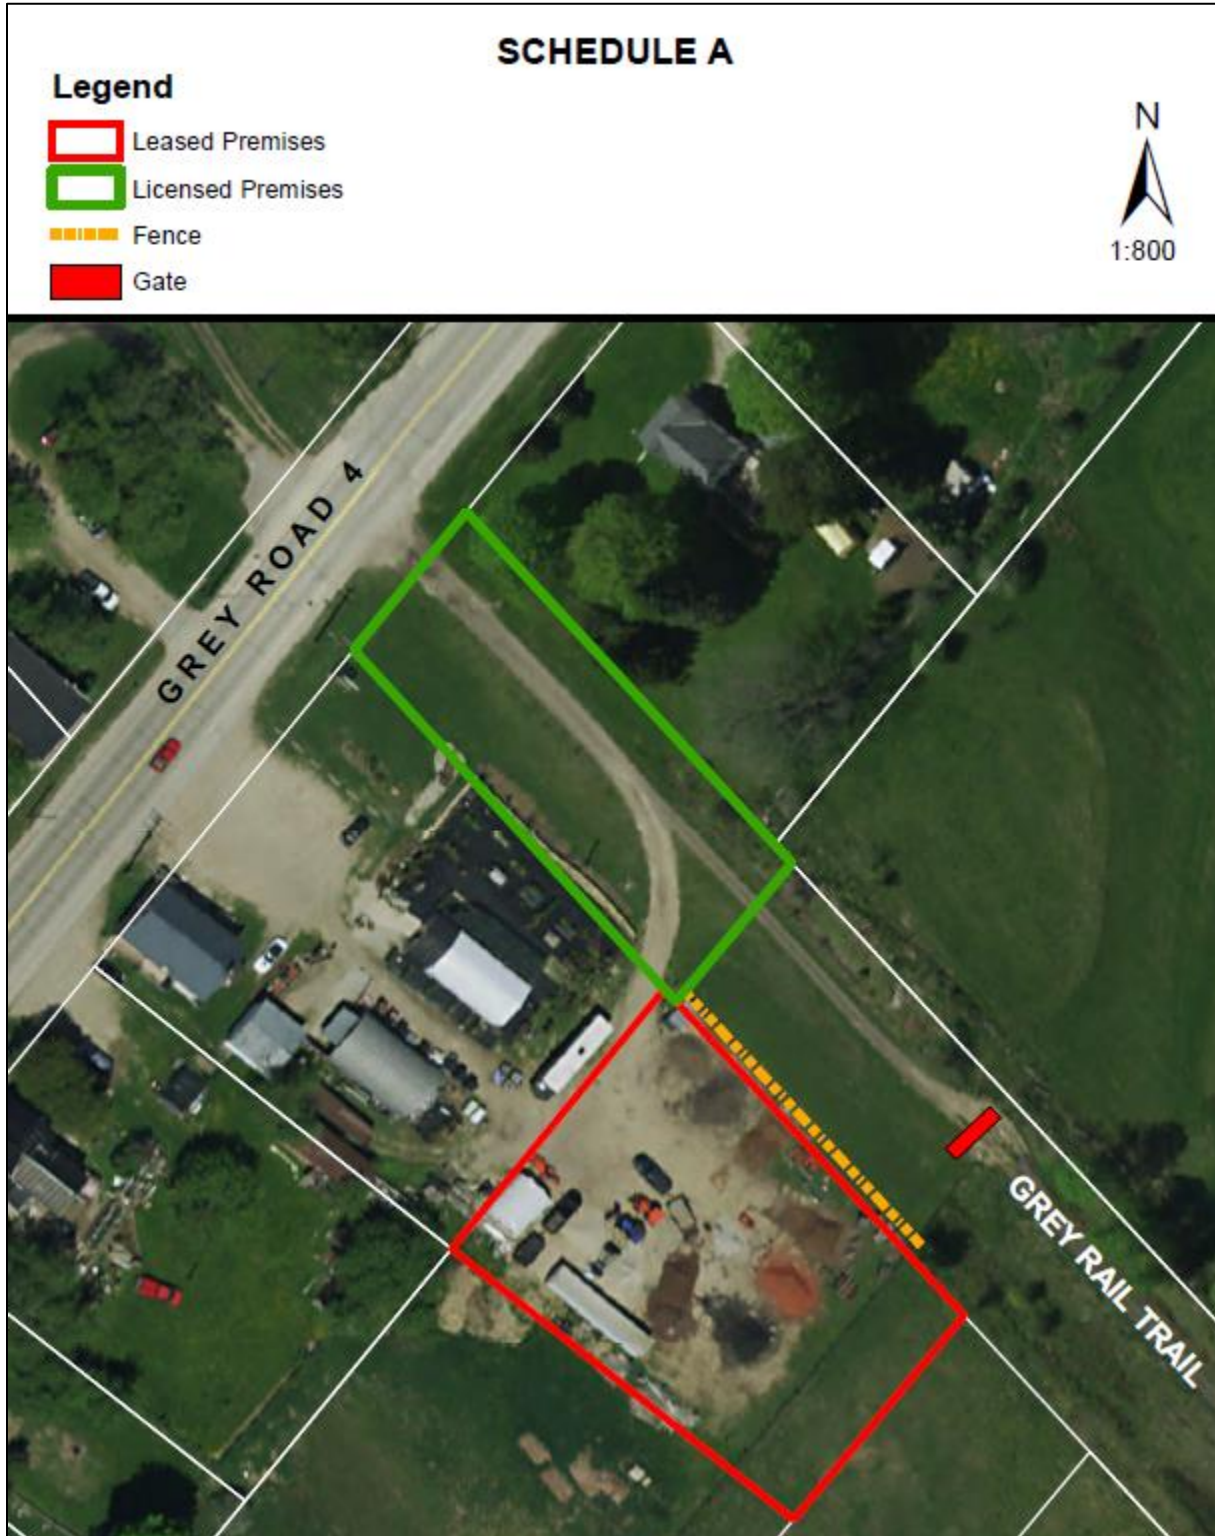 SCHEDULE A
Legend
N
Leased Premises
Licensed Premises
Fence
1:800
Gate
GREY ROAD 4
GREY RAIL TRAIL